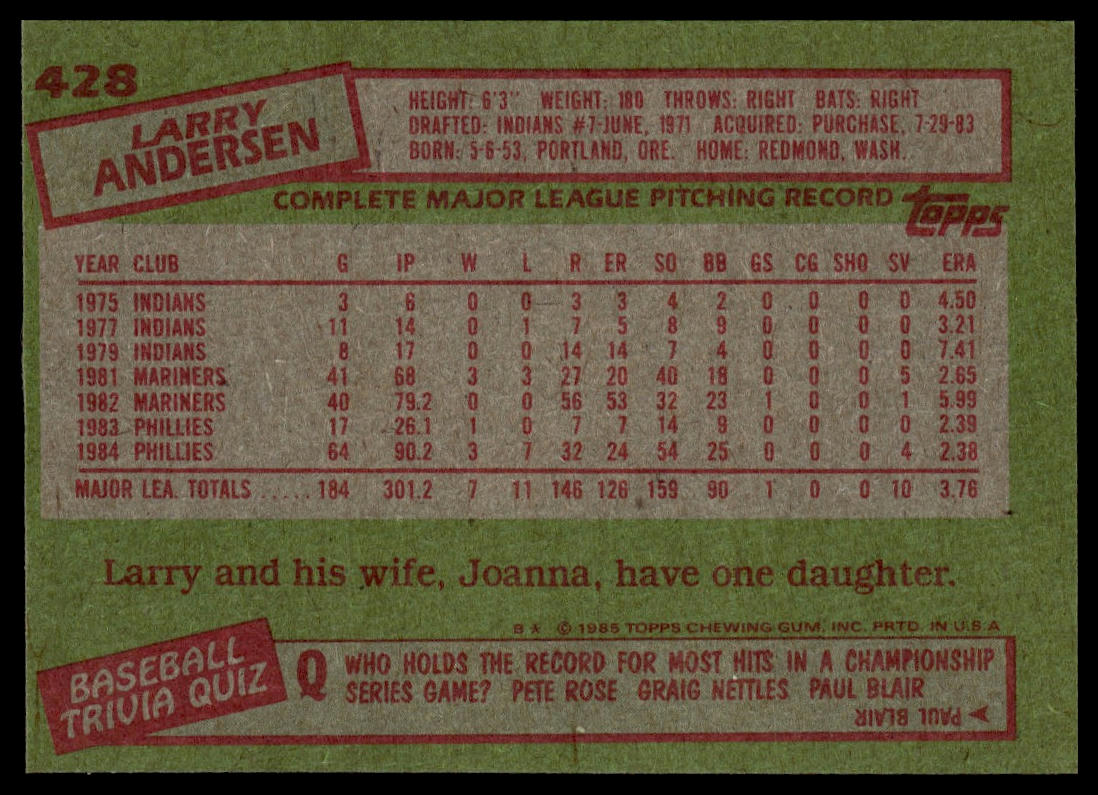 428
LARRY
ANDERSEN
HEIGHT: 6'3" WEIGHT: 180 THROWS: RIGHT BATS: RIGHT
DRAFTED: INDIANS #7-JUNE, 1971 ACQUIRED: PURCHASE, 7-29-83
BORN: 5-6-53, PORTLAND, ORE. HOME: REDMOND, WASH.
COMPLETE MAJOR LEAGUE PITCHING RECORD
topps
YEAR CLUB G IP W L R ER SO BB GS CG SHO SV ERA
1975 INDIANS 3 6 0 0 3 3 4 2 0 0 0 0 4.50
1977 INDIANS 11 14 0 1 7 5 8 9 0 0 0 0 3.21
1979 INDIANS 8 17 0 0 14 14 7 4 0 0 0 0 7.41
1981 MARINERS 41 68 3 3 27 20 40 18 0 0 0 5 2.65
1982 MARINERS 40 79.2 0 0 56 53 32 23 1 0 0 1 5.99
1983 PHILLIES 17 26.1 1 0 7 7 14 9 0 0 0 0 2.39
1984 PHILLIES 64 90.2 3 7 32 24 54 25 0 0 0 4 2.38
MAJOR LEA. TOTALS ..... 184 301.2 7 11 146 126 159 90 1 0 0 10 3.76
Larry and his wife, Joanna, have one daughter.
B* © 1985 TOPPS CHEWING GUM, INC. PRTD. IN U.S.A
BASEBALL
TRIVIA QUIZ
Q WHO HOLDS THE RECORD FOR MOST HITS IN A CHAMPIONSHIP
SERIES GAME? PETE ROSE GRAIG NETTLES PAUL BLAIR
PAUL BLAIR